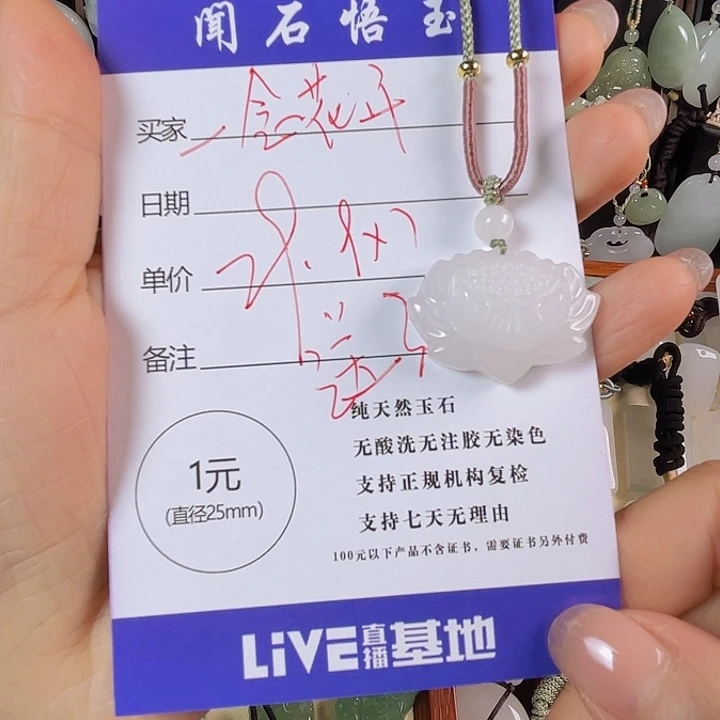 闻石悟玉
买家
日期
单价
备注
纯天然玉石
无酸洗无注胶无染色
支持正规机构复检
支持七天无理由
100元以下产品不含证书，需要证书另外付费
1元
(直径25mm)
LiVE直播基地